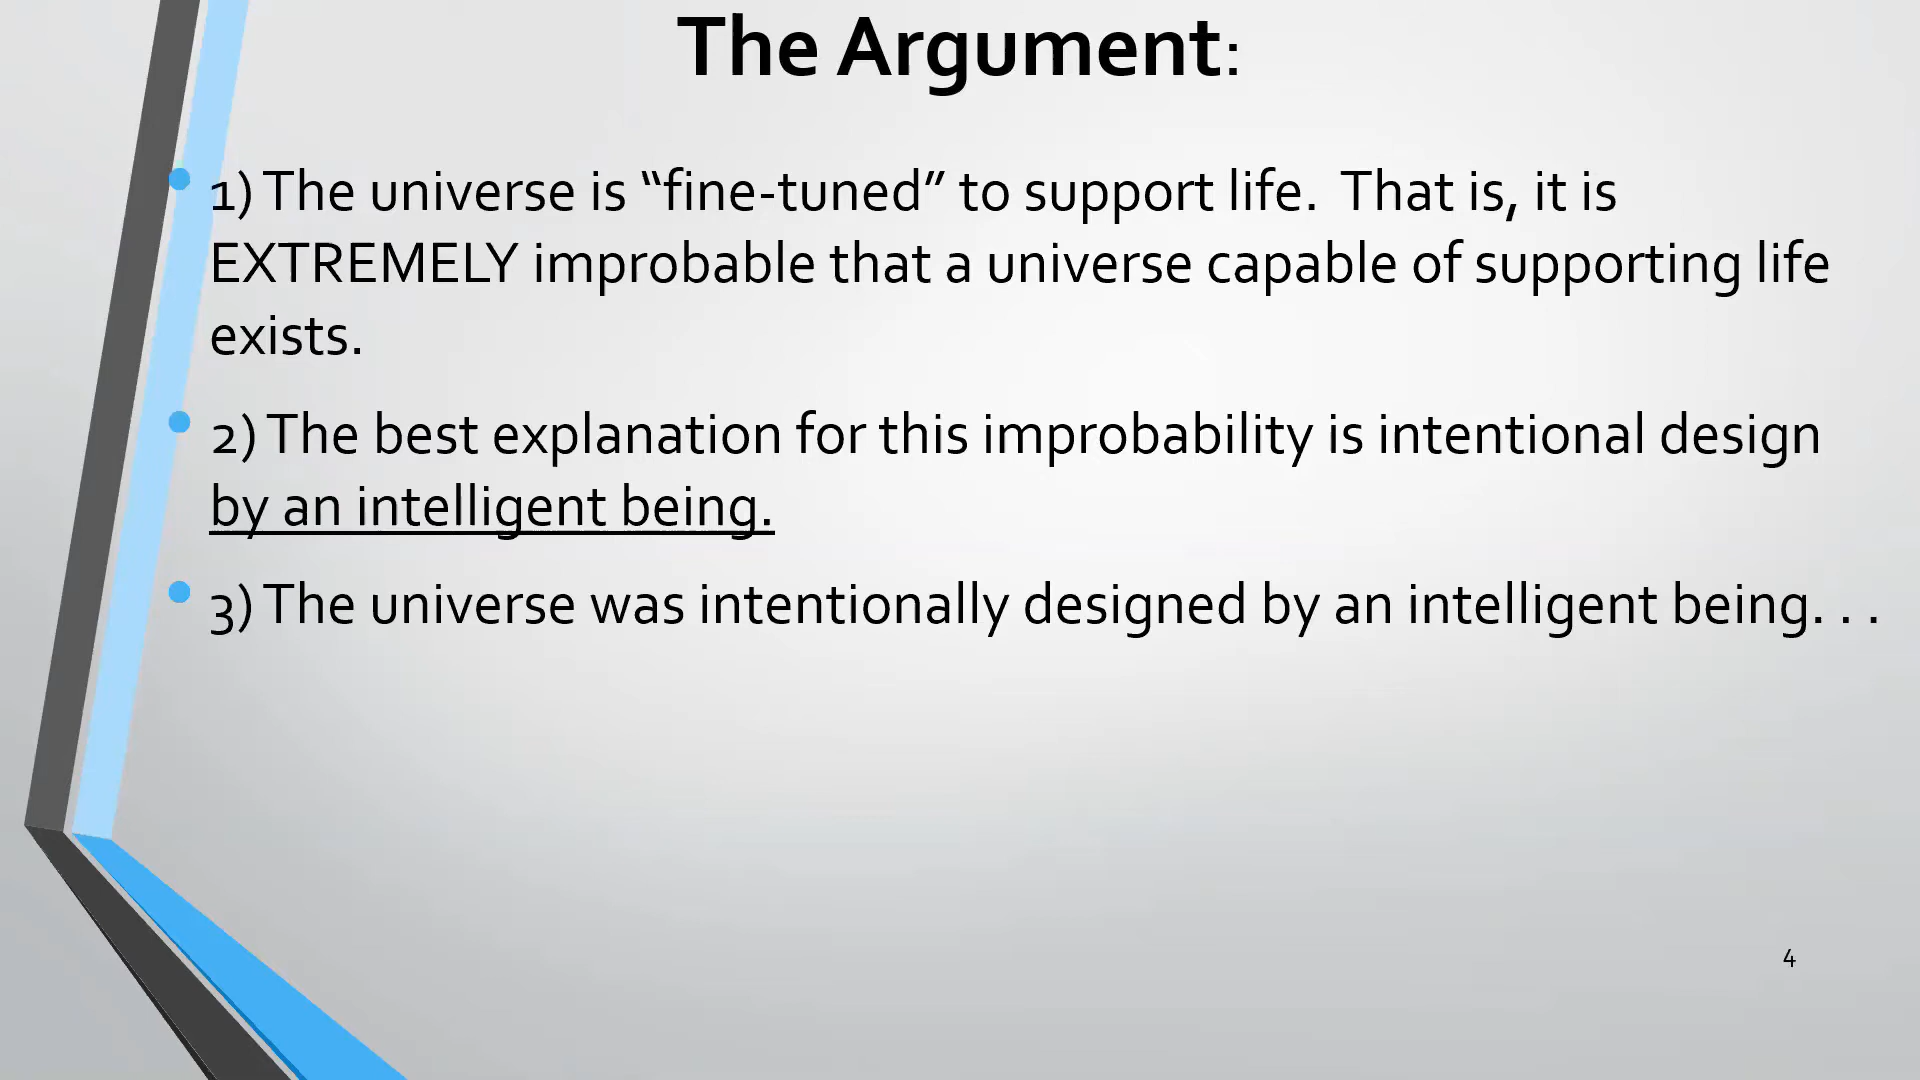 The Argument:
1) The universe is “fine-tuned” to support life.  That is, it is
EXTREMELY improbable that a universe capable of supporting life
exists.
2) The best explanation for this improbability is intentional design
by an intelligent being.
3) The universe was intentionally designed by an intelligent being. . .
4